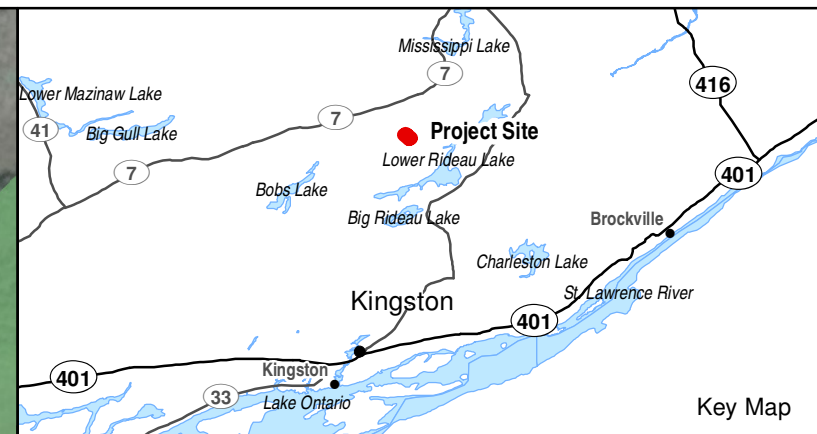 Mississippi Lake
7
416
Lower Mazinaw Lake
41
Big Gull Lake
7
Project Site
Lower Rideau Lake
7
401
Bobs Lake
Big Rideau Lake
Brockville
Charleston Lake
St. Lawrence River
Kingston
401
Kingston
401
33
Lake Ontario
Key Map